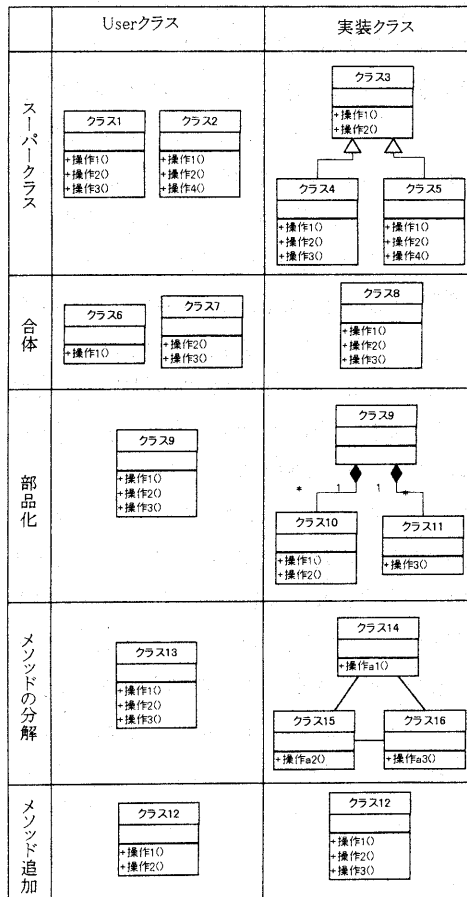 Userクラス
実装クラス
スーパークラス
クラス1
+操作1()
+操作2()
+操作3()
クラス2
+操作1()
+操作2()
+操作4()
クラス3
+操作1()
+操作2()
クラス4
+操作1()
+操作2()
+操作3()
クラス5
+操作1()
+操作2()
+操作4()
合体
クラス6
+操作1()
クラス7
+操作2()
+操作3()
クラス8
+操作1()
+操作2()
+操作3()
部品化
クラス9
+操作1()
+操作2()
+操作3()
クラス9
* 1 1 *
クラス10
+操作1()
+操作2()
クラス11
+操作3()
メソッドの分解
クラス13
+操作1()
+操作2()
+操作3()
クラス14
+操作a1()
クラス15
+操作a2()
クラス16
+操作a3()
メソッド追加
クラス12
+操作1()
+操作2()
クラス12
+操作1()
+操作2()
+操作3()